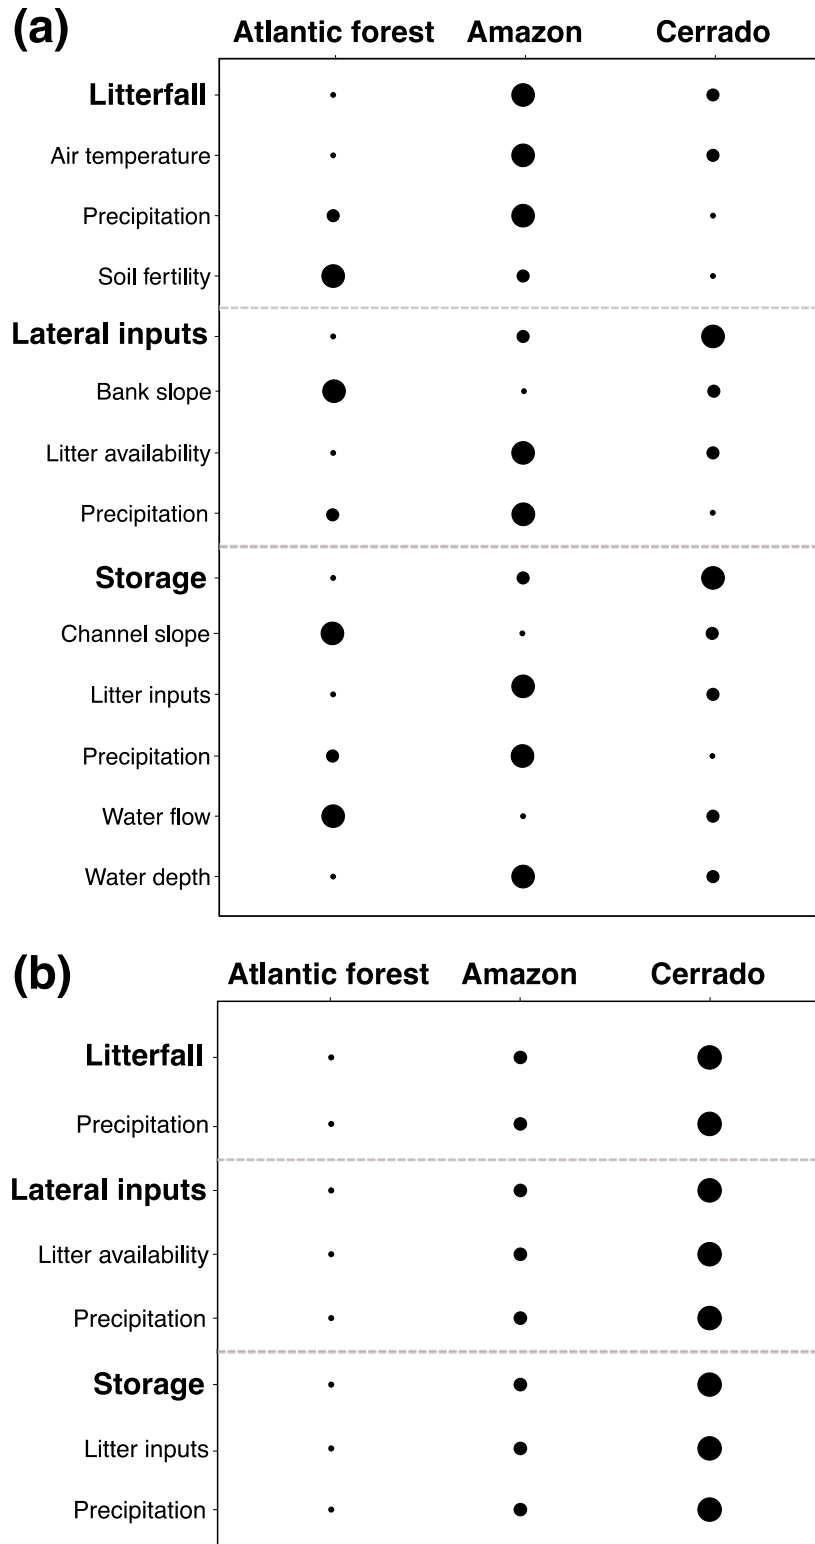 (a)
Atlantic forest Amazon Cerrado
Litterfall
Air temperature
Precipitation
Soil fertility
Lateral inputs
Bank slope
Litter availability
Precipitation
Storage
Channel slope
Litter inputs
Precipitation
Water flow
Water depth
(b)
Atlantic forest Amazon Cerrado
Litterfall
Precipitation
Lateral inputs
Litter availability
Precipitation
Storage
Litter inputs
Precipitation